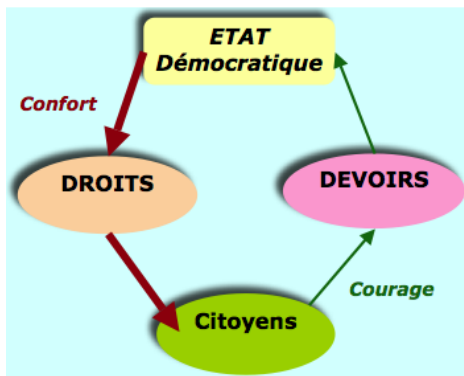 ETAT
Démocratique
Confort
DROITS
DEVOIRS
Courage
Citoyens